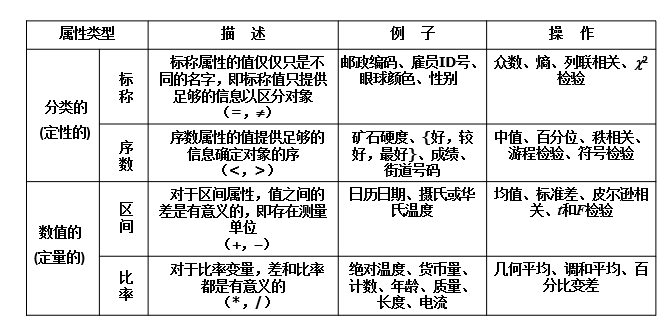 属性类型 描 述 例 子 操 作
分类的
(定性的)
标
称
标称属性的值仅仅只是不
同的名字，即标称值只提供
足够的信息以区分对象
（=，≠）
邮政编码、雇员ID号、
眼球颜色、性别
众数、熵、列联相关、χ²
检验
序
数
序数属性的值提供足够的
信息确定对象的序
（<，>）
矿石硬度、{好，较
好，最好}、成绩、
街道号码
中值、百分位、秩相关、
游程检验、符号检验
数值的
(定量的)
区
间
对于区间属性，值之间的
差是有意义的，即存在测量
单位
（+，−）
日历日期、摄氏或华
氏温度
均值、标准差、皮尔逊相
关、t和F检验
比
率
对于比率变量，差和比率
都是有意义的
（*，/）
绝对温度、货币量、
计数、年龄、质量、
长度、电流
几何平均、调和平均、百
分比变差